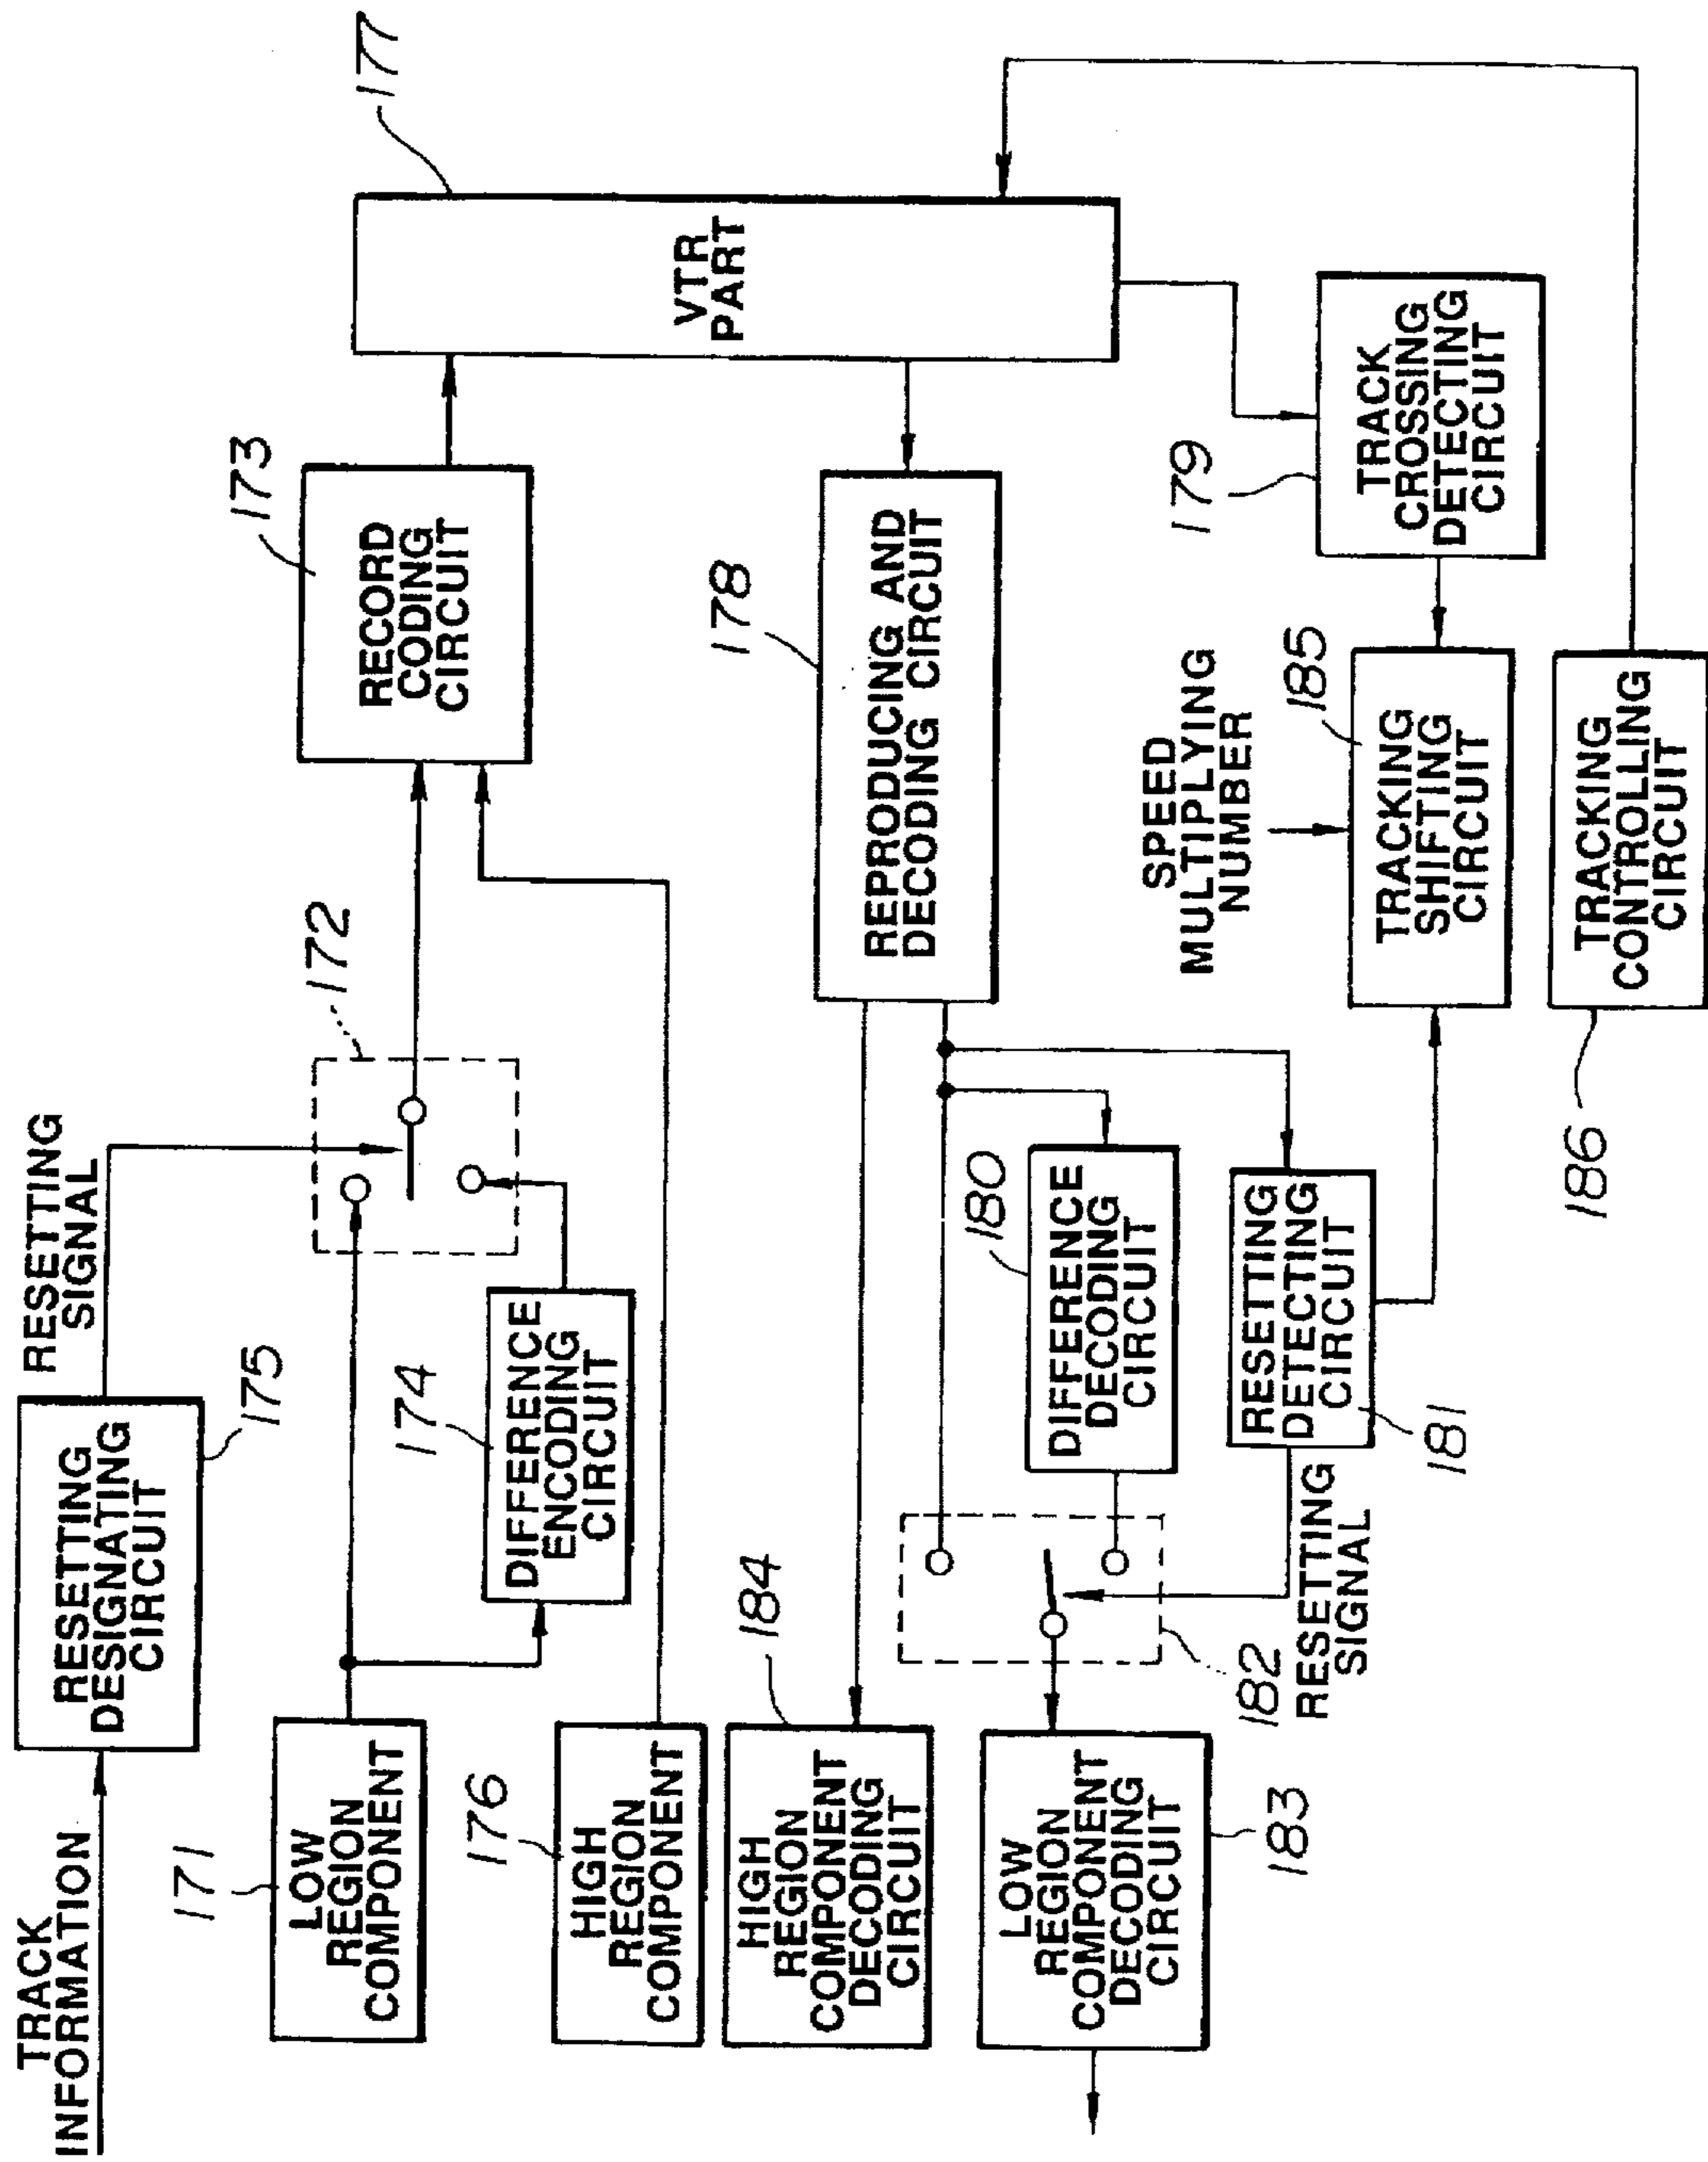 TRACK
INFORMATION
RESETTING
DESIGNATING
CIRCUIT
175
RESETTING
SIGNAL
171
LOW
REGION
COMPONENT
174
DIFFERENCE
ENCODING
CIRCUIT
172
173
RECORD
CODING
CIRCUIT
177
VTR
PART
176
HIGH
REGION
COMPONENT
184
HIGH
REGION
COMPONENT
DECODING
CIRCUIT
178
REPRODUCING AND
DECODING CIRCUIT
LOW
REGION
COMPONENT
DECODING
CIRCUIT
183
182
180
DIFFERENCE
DECODING
CIRCUIT
RESETTING
DETECTING
CIRCUIT
181
RESETTING
SIGNAL
SPEED
MULTIPLYING
NUMBER
179
TRACK
CROSSING
DETECTING
CIRCUIT
185
TRACKING
SHIFTING
CIRCUIT
186
TRACKING
CONTROLLING
CIRCUIT